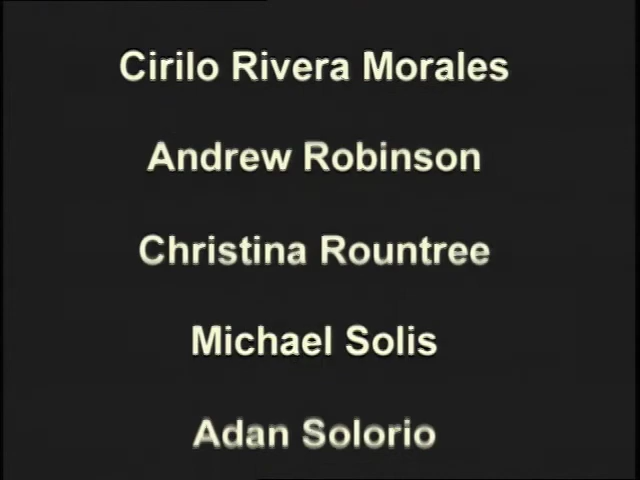 Cirilo Rivera Morales
Andrew Robinson
Christina Rountree
Michael Solis
Adan Solorio